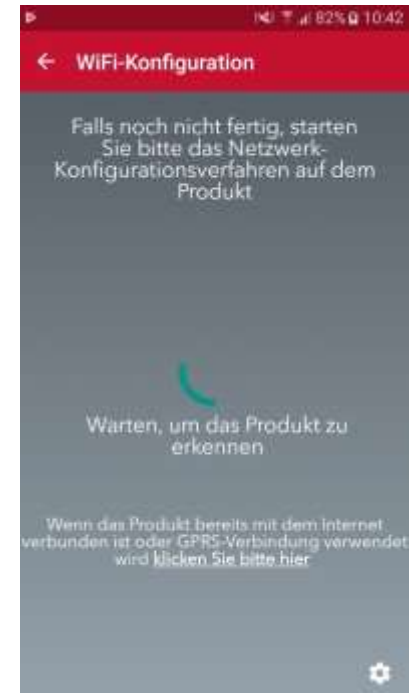 82% 10:42
WiFi-Konfiguration
Falls noch nicht fertig, starten
Sie bitte das Netzwerk-
Konfigurationsverfahren auf dem
Produkt
Warten, um das Produkt zu
erkennen
Wenn das Produkt bereits mit dem Internet
verbunden ist oder GPRS-Verbindung verwendet
wird klicken Sie bitte hier